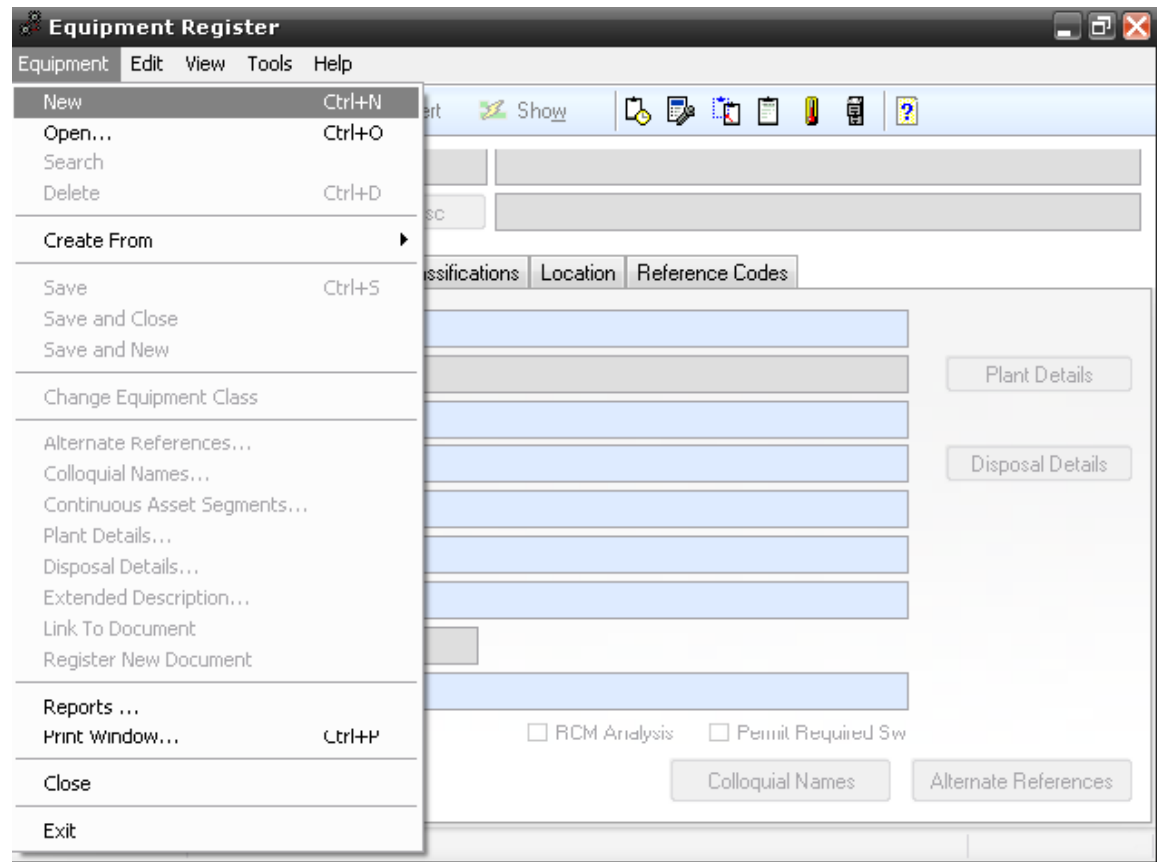 Equipment Register
Equipment Edit View Tools Help
New Ctrl+N
Show
Open... Ctrl+O
Search
Delete Ctrl+D
Create From
Location Reference Codes
Save Ctrl+S
Save and Close
Save and New
Plant Details
Change Equipment Class
Alternate References...
Colloquial Names...
Disposal Details
Continuous Asset Segments...
Plant Details...
Disposal Details...
Extended Description...
Link To Document
Register New Document
Reports ...
Print Window... Ctrl+P
RCM Analysis Permit Required Sw
Close
Colloquial Names Alternate References
Exit